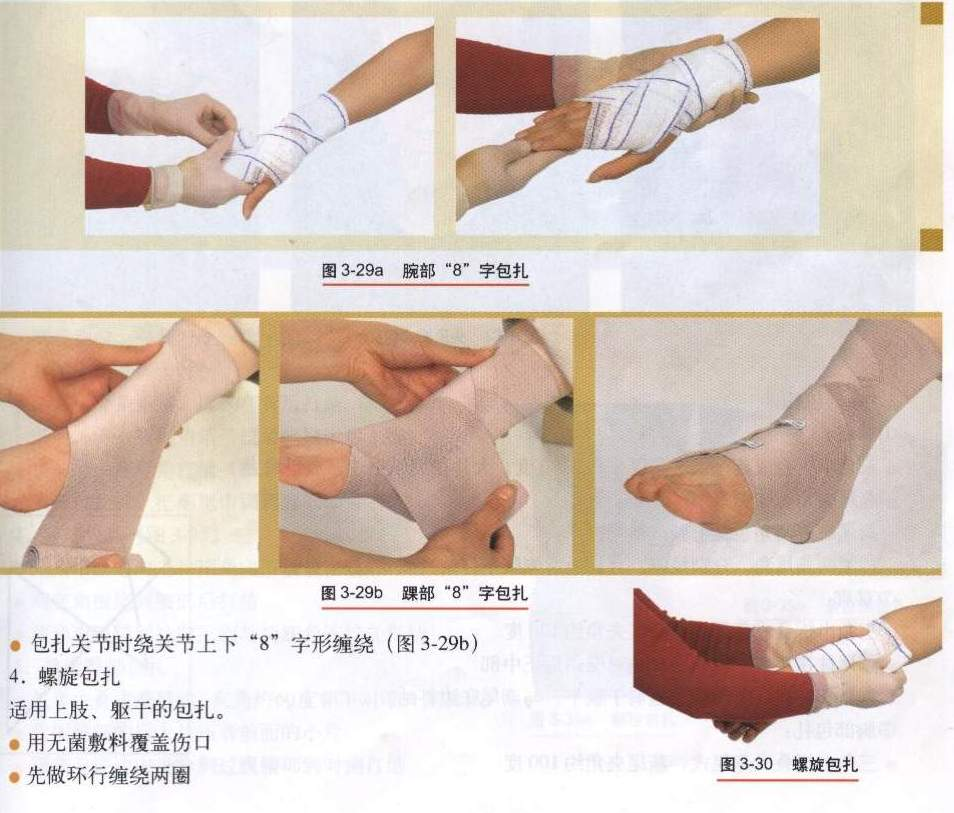 图3-29a 腕部“8”字包扎
图3-29b 踝部“8”字包扎
● 包扎关节时绕关节上下“8”字形缠绕（图3-29b）
4．螺旋包扎
适用上肢、躯干的包扎。
● 用无菌敷料覆盖伤口
● 先做环行缠绕两圈
图3-30 螺旋包扎